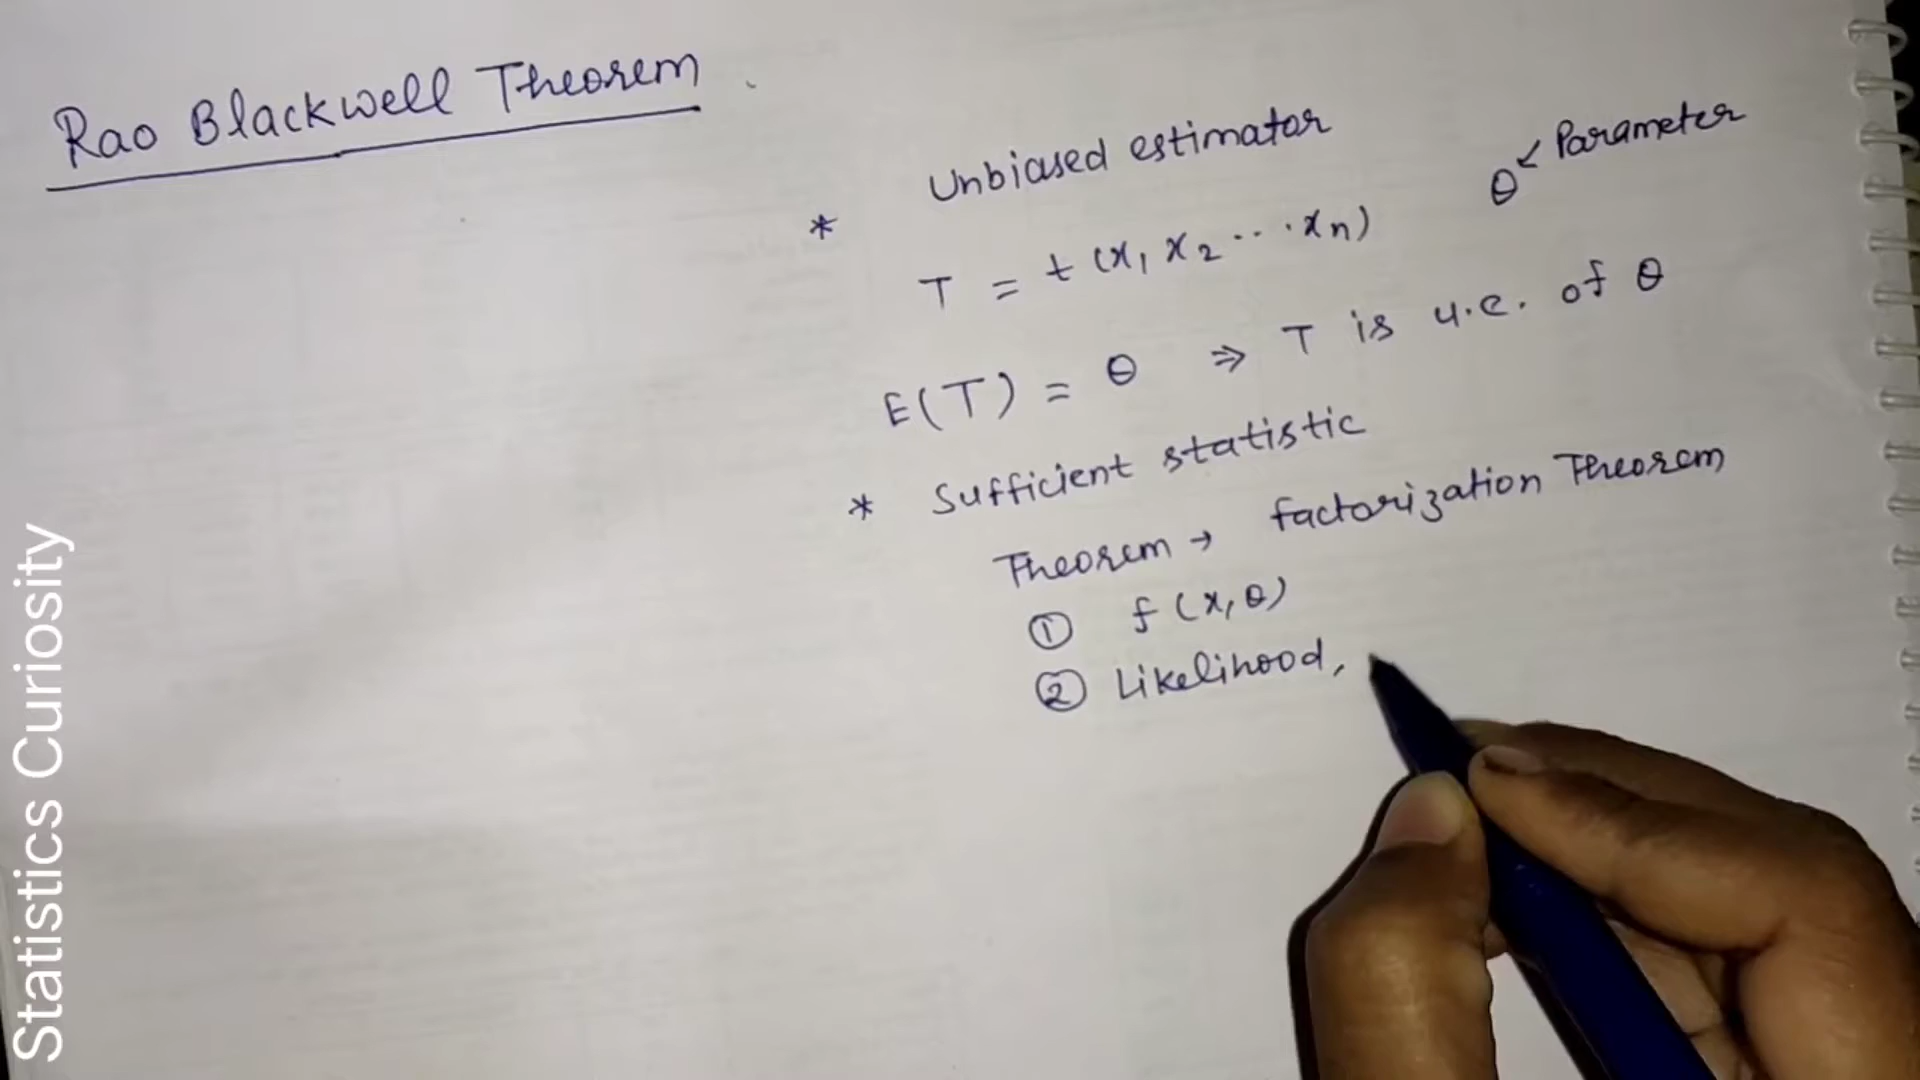 Rao Blackwell Theorem
Unbiased estimator
θ ↙ Parameter
* T = t (x₁ x₂ ... xₙ)
E(T) = θ ⇒ T is u.e. of θ
* Sufficient statistic
Theorem → factorization Theorem
① f (x, θ)
② Likelihood,
Statistics Curiosity